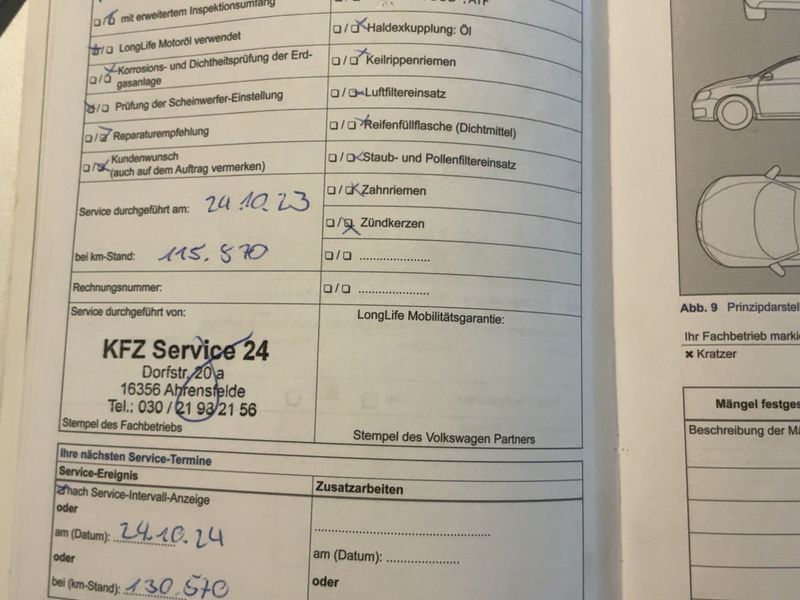 mit erweitertem Inspektionsumfang
LongLife Motoröl verwendet
Korrosions- und Dichtheitsprüfung der Erd-
gasanlage
Prüfung der Scheinwerfer-Einstellung
Reparaturempfehlung
Kundenwunsch
(auch auf dem Auftrag vermerken)
Service durchgeführt am: 24.10.23
bei km-Stand: 115.570
Rechnungsnummer:
Service durchgeführt von:
KFZ Service 24
Dorfstr. 20 a
16356 Ahrensfelde
Tel.: 030 / 21 93 21 56
Stempel des Fachbetriebs
ATF
Haldexkupplung: Öl
Keilrippenriemen
Luftfiltereinsatz
Reifenfüllflasche (Dichtmittel)
Staub- und Pollenfiltereinsatz
Zahnriemen
Zündkerzen
LongLife Mobilitätsgarantie:
Stempel des Volkswagen Partners
Ihre nächsten Service-Termine
Service-Ereignis
nach Service-Intervall-Anzeige
oder
am (Datum): 24.10.24
oder
bei (km-Stand): 130.570
Zusatzarbeiten
am (Datum):
oder
Abb. 9 Prinzipdarstel
Ihr Fachbetrieb marki
× Kratzer
Mängel festges
Beschreibung der Mä